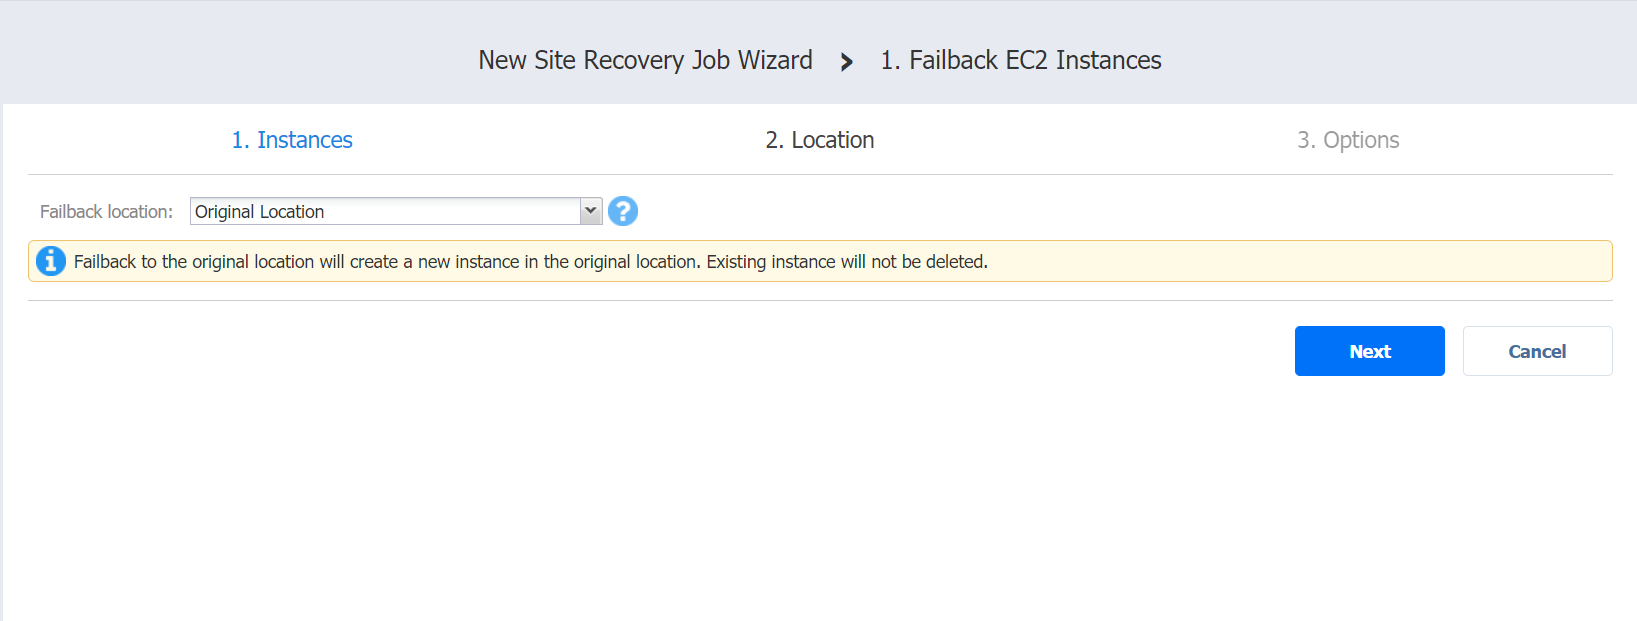 New Site Recovery Job Wizard > 1. Failback EC2 Instances
1. Instances 2. Location 3. Options
Failback location: Original Location ?
i Failback to the original location will create a new instance in the original location. Existing instance will not be deleted.
Next Cancel